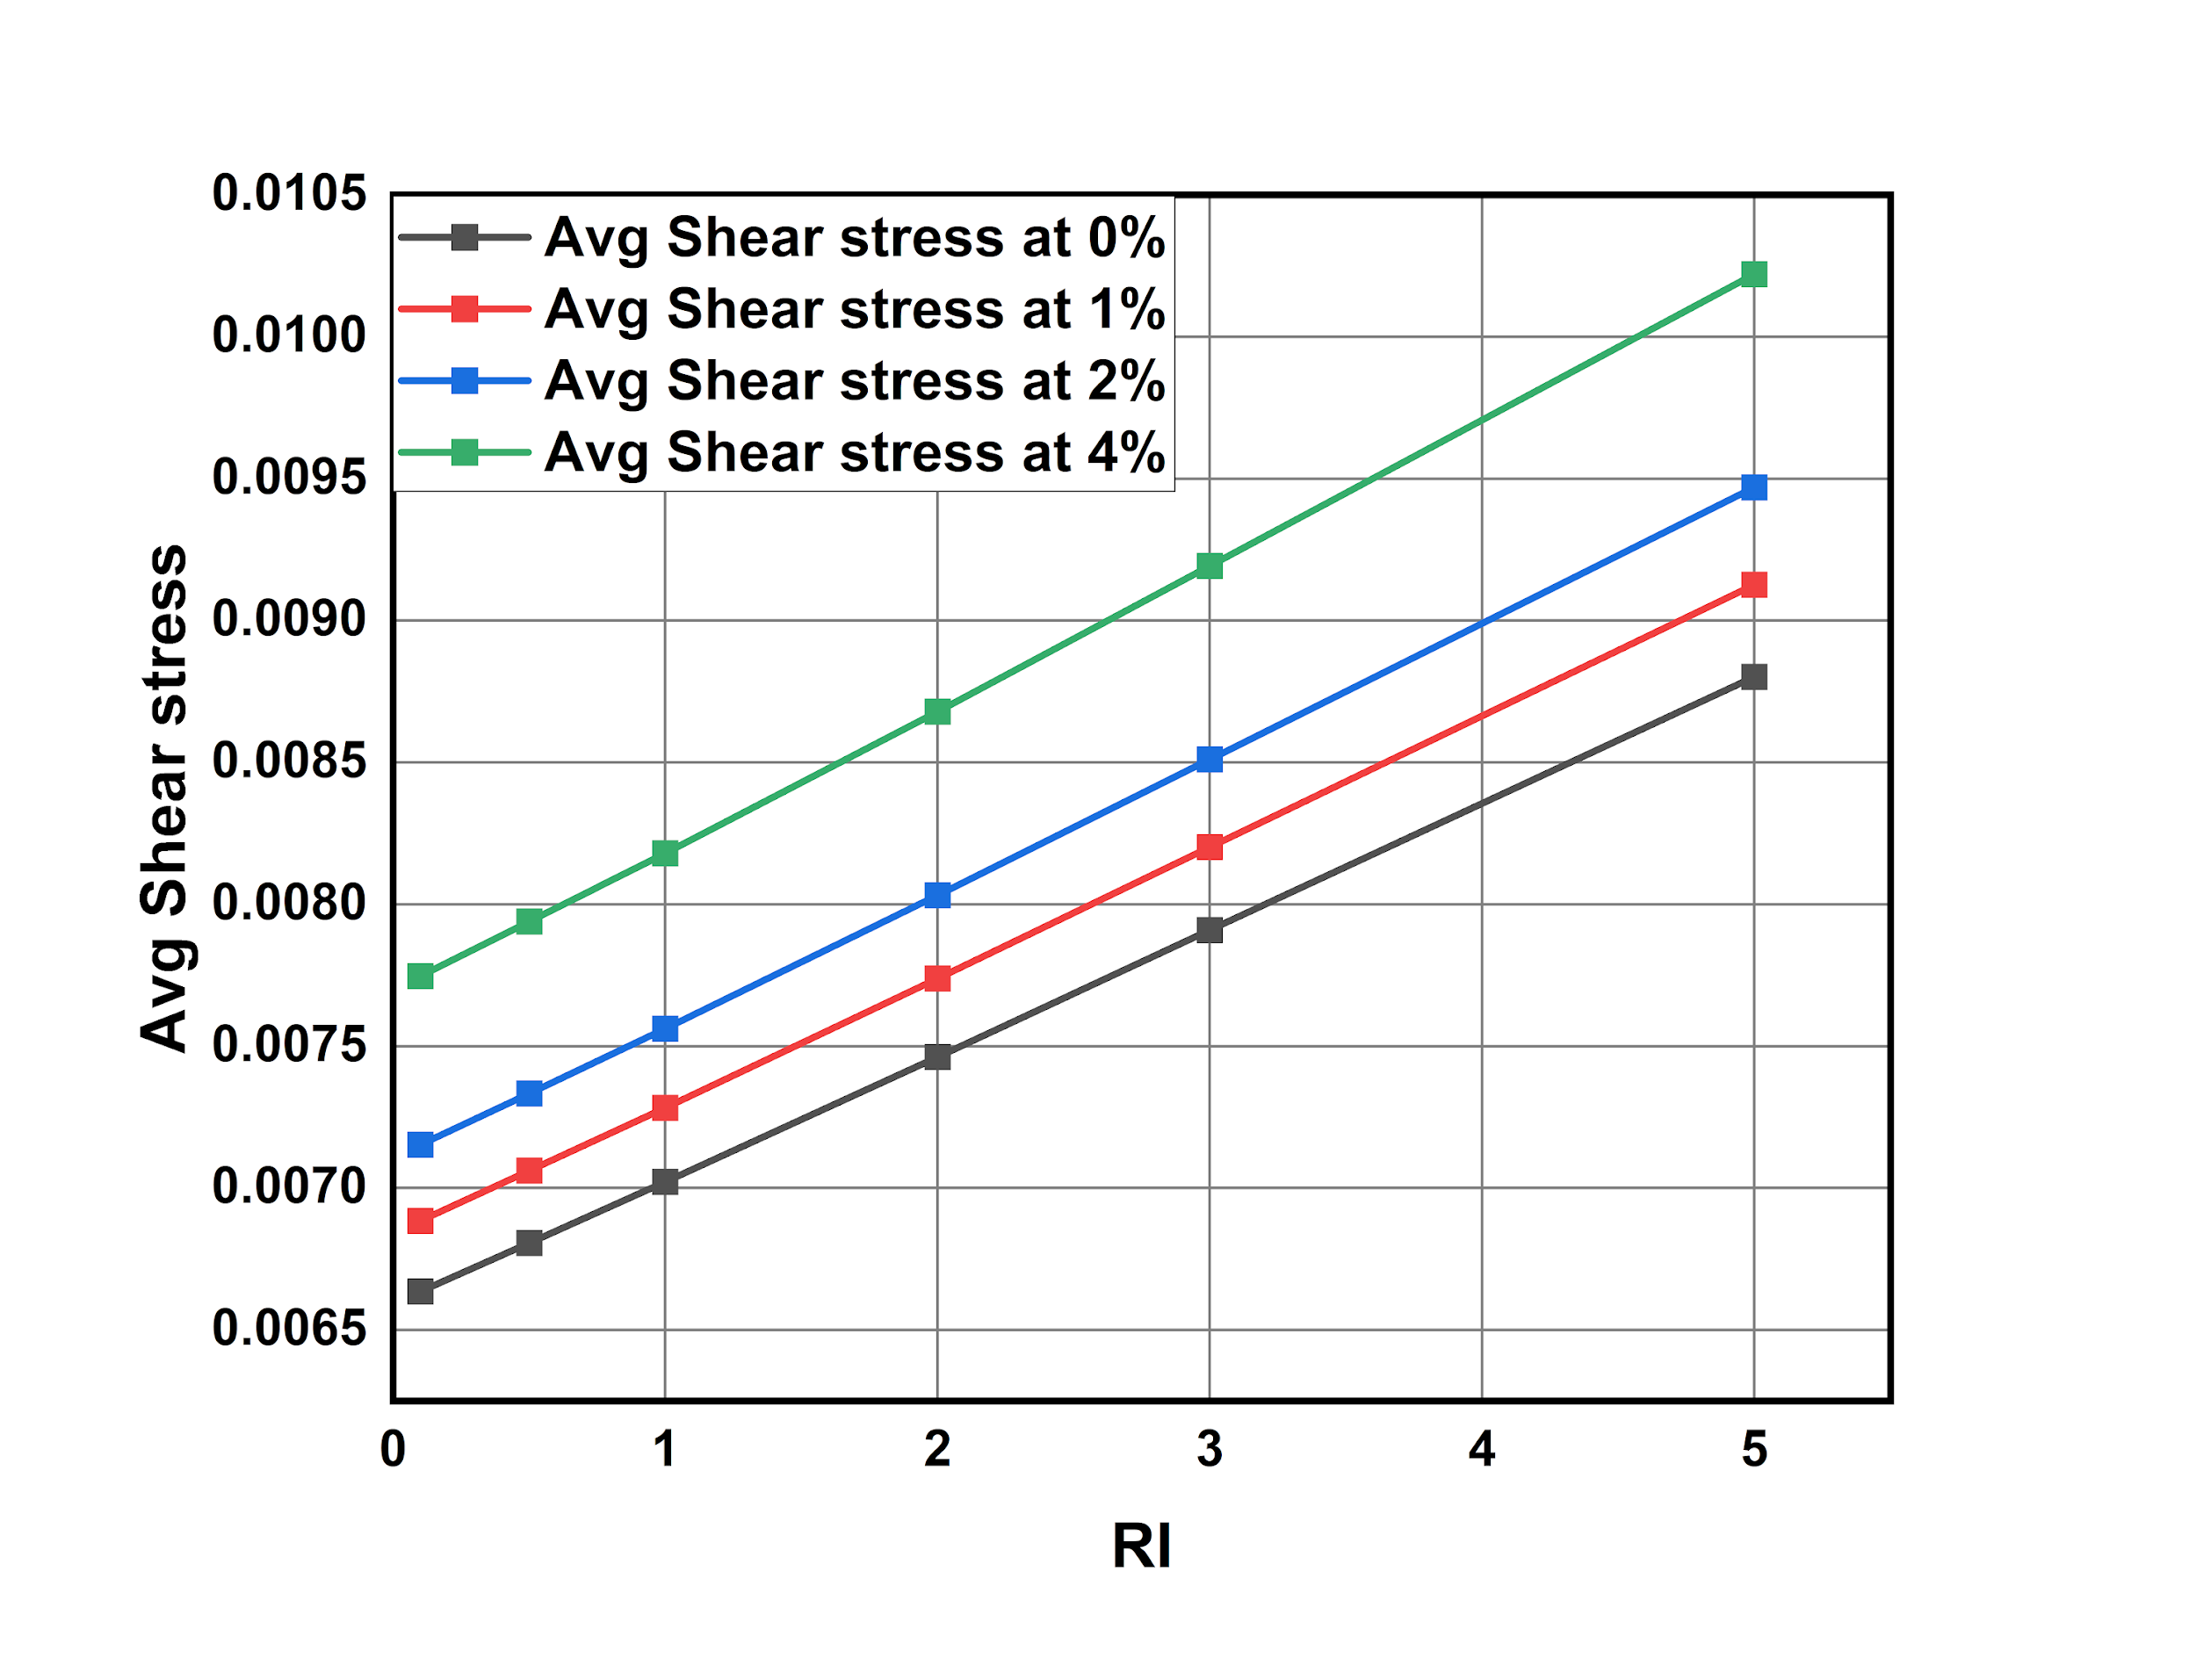 0.0105
0.0100
0.0095
0.0090
0.0085
0.0080
0.0075
0.0070
0.0065
Avg Shear stress
Avg Shear stress at 0%
Avg Shear stress at 1%
Avg Shear stress at 2%
Avg Shear stress at 4%
0 1 2 3 4 5
RI